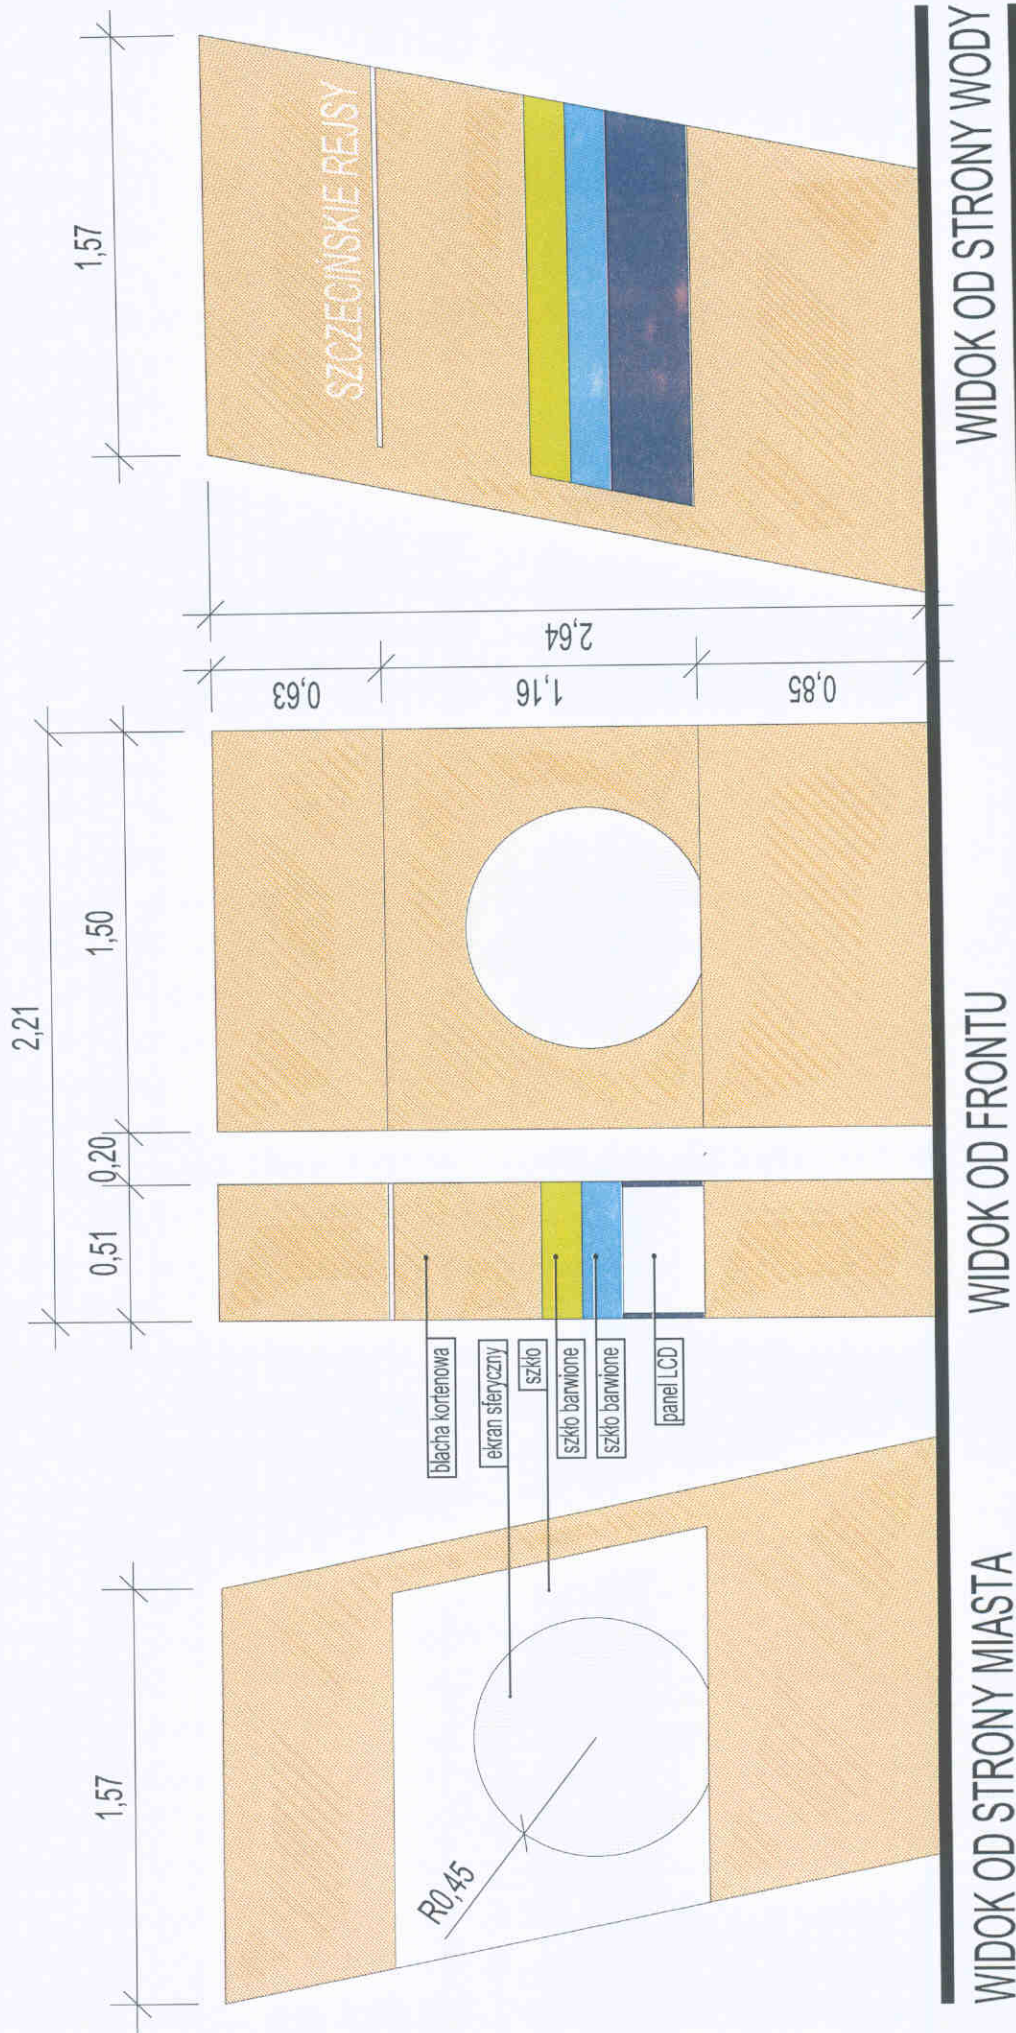 1,57
R0,45
WIDOK OD STRONY MIASTA
blacha kortenowa
ekran sferyczny
szkło
szkło barwione
szkło barwione
panel LCD
2,21
0,51
0,20
1,50
WIDOK OD FRONTU
0,63
1,16
0,85
2,64
1,57
SZCZECIŃSKIE REJSY
WIDOK OD STRONY WODY